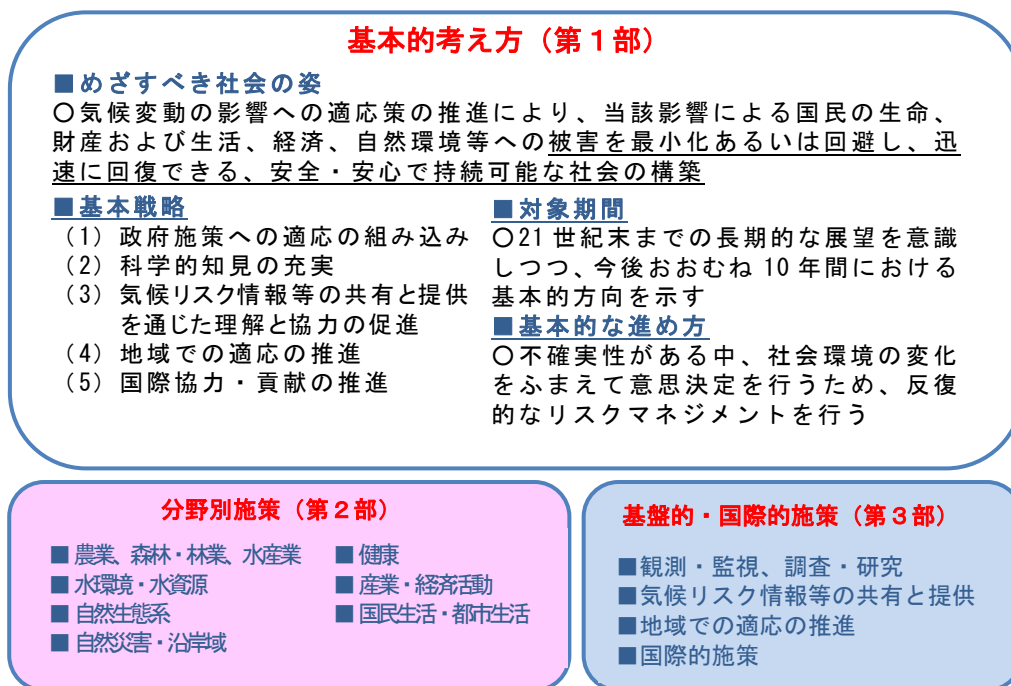 基本的考え方（第１部）
■めざすべき社会の姿
○気候変動の影響への適応策の推進により、当該影響による国民の生命、
財産および生活、経済、自然環境等への被害を最小化あるいは回避し、迅
速に回復できる、安全・安心で持続可能な社会の構築
■基本戦略
（1）政府施策への適応の組み込み
（2）科学的知見の充実
（3）気候リスク情報等の共有と提供
を通じた理解と協力の促進
（4）地域での適応の推進
（5）国際協力・貢献の推進
■対象期間
○21 世紀末までの長期的な展望を意識
しつつ、今後おおむね 10 年間における
基本的方向を示す
■基本的な進め方
○不確実性がある中、社会環境の変化
をふまえて意思決定を行うため、反復
的なリスクマネジメントを行う
分野別施策（第２部）
■ 農業、森林・林業、水産業
■ 水環境・水資源
■ 自然生態系
■ 自然災害・沿岸域
■ 健康
■ 産業・経済活動
■ 国民生活・都市生活
基盤的・国際的施策（第３部）
■観測・監視、調査・研究
■気候リスク情報等の共有と提供
■地域での適応の推進
■国際的施策